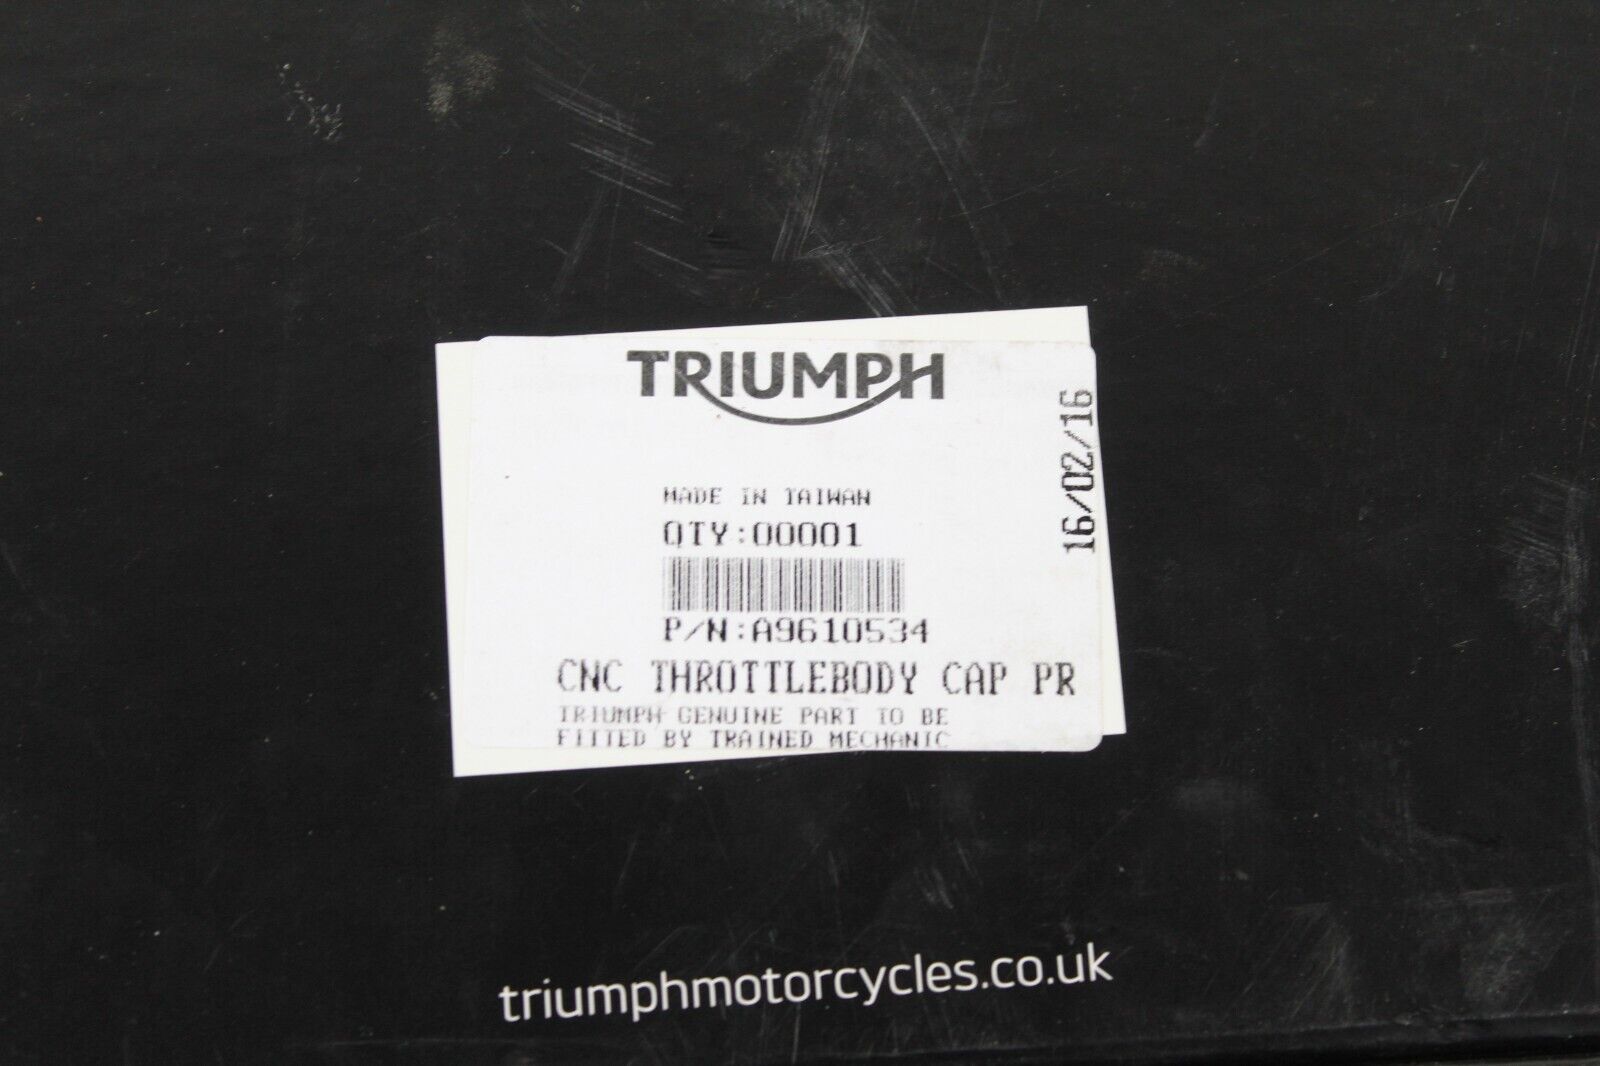 TRIUMPH
16/02/16
MADE IN TAIWAN
QTY:00001
P/N:A9610534
CNC THROTTLEBODY CAP PR
TRIUMPH GENUINE PART TO BE
FITTED BY TRAINED MECHANIC
triumphmotorcycles.co.uk